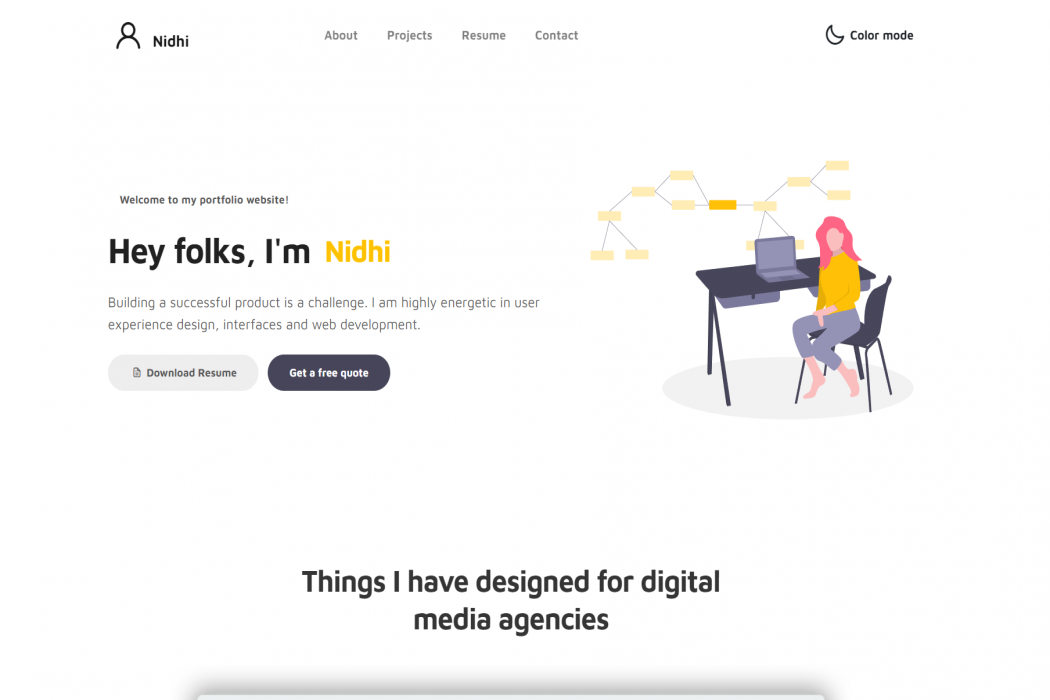 Nidhi
About Projects Resume Contact
Color mode
Welcome to my portfolio website!
Hey folks, I'm Nidhi
Building a successful product is a challenge. I am highly energetic in user
experience design, interfaces and web development.
Download Resume
Get a free quote
Things I have designed for digital
media agencies